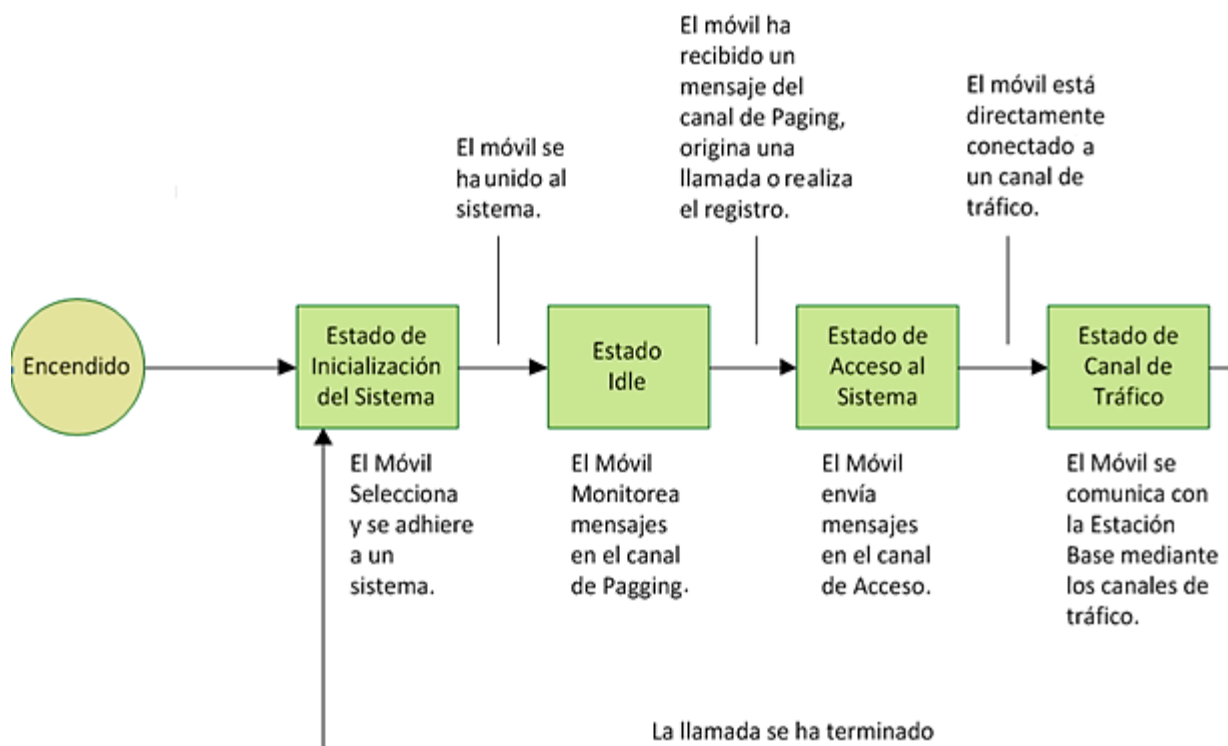 El móvil ha
recibido un
mensaje del
canal de Paging,
origina una
llamada o realiza
el registro.
El móvil está
directamente
conectado a
un canal de
tráfico.
El móvil se
ha unido al
sistema.
Encendido
Estado de
Inicialización
del Sistema
Estado
Idle
Estado de
Acceso al
Sistema
Estado de
Canal de
Tráfico
El Móvil
Selecciona
y se adhiere
a un
sistema.
El Móvil
Monitorea
mensajes
en el canal
de Pagging.
El Móvil
envía
mensajes
en el canal
de Acceso.
El Móvil se
comunica con
la Estación
Base mediante
los canales de
tráfico.
La llamada se ha terminado